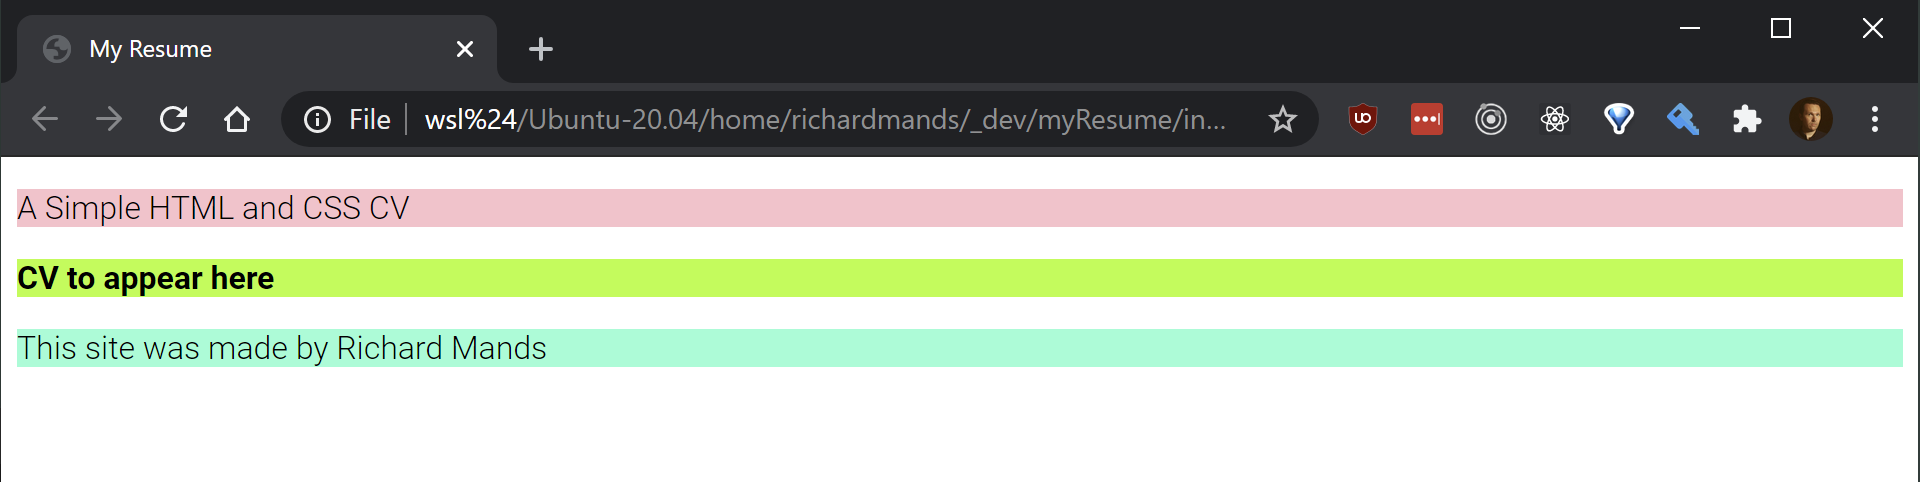 My Resume
File wsl%24/Ubuntu-20.04/home/richardmands/_dev/myResume/in...
A Simple HTML and CSS CV
CV to appear here
This site was made by Richard Mands